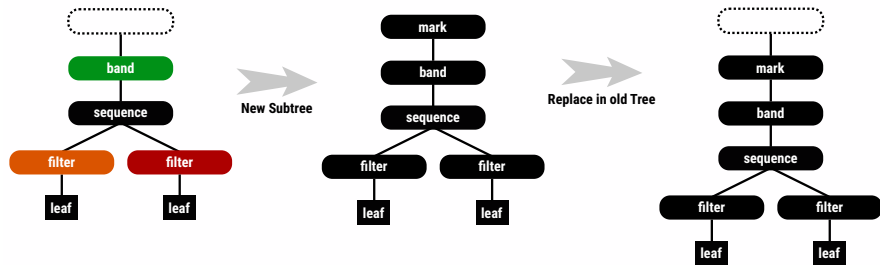 band
sequence
filter
filter
leaf
leaf
New Subtree
mark
band
sequence
filter
filter
leaf
leaf
Replace in old Tree
mark
band
sequence
filter
filter
leaf
leaf